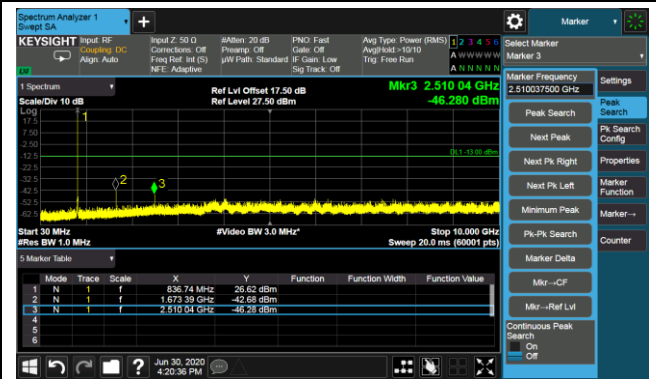 Spectrum Analyzer 1
Swept SA
Marker
KEYSIGHT
Input: RF
Coupling: DC
Align: Auto
Input Z: 50 Ω
Corrections: Off
Freq Ref: Int (S)
NFE: Adaptive
#Atten: 20 dB
Preamp: Off
µW Path: Standard
PNO: Fast
Gate: Off
IF Gain: Low
Sig Track: Off
Avg Type: Power (RMS)
Avg|Hold:>10/10
Trig: Free Run
1 2 3 4 5 6
A W W W W W
A N N N N N
LXI
Select Marker
Marker 3
Marker Frequency
2.510037500 GHz
Settings
Peak Search
Next Peak
Next Pk Right
Next Pk Left
Minimum Peak
Pk-Pk Search
Marker Delta
Mkr→CF
Mkr→Ref Lvl
Continuous Peak
Search
On
Off
Peak
Search
Pk Search
Config
Properties
Marker
Function
Marker→
Counter
1 Spectrum
Scale/Div 10 dB
Ref Lvl Offset 17.50 dB
Ref Level 27.50 dBm
Mkr3 2.510 04 GHz
-46.280 dBm
Log
17.5
7.50
-2.50
-12.5
-22.5
-32.5
-42.5
-52.5
-62.5
1
2
3
DL1 -13.00 dBm
Start 30 MHz
#Res BW 1.0 MHz
#Video BW 3.0 MHz*
Stop 10.000 GHz
Sweep 20.0 ms (60001 pts)
5 Marker Table
Mode Trace Scale X Y Function Function Width Function Value
1 N 1 f 836.74 MHz 26.62 dBm
2 N 1 f 1.673 39 GHz -42.68 dBm
3 N 1 f 2.510 04 GHz -46.28 dBm
4
5
6
?
Jun 30, 2020
4:20:36 PM